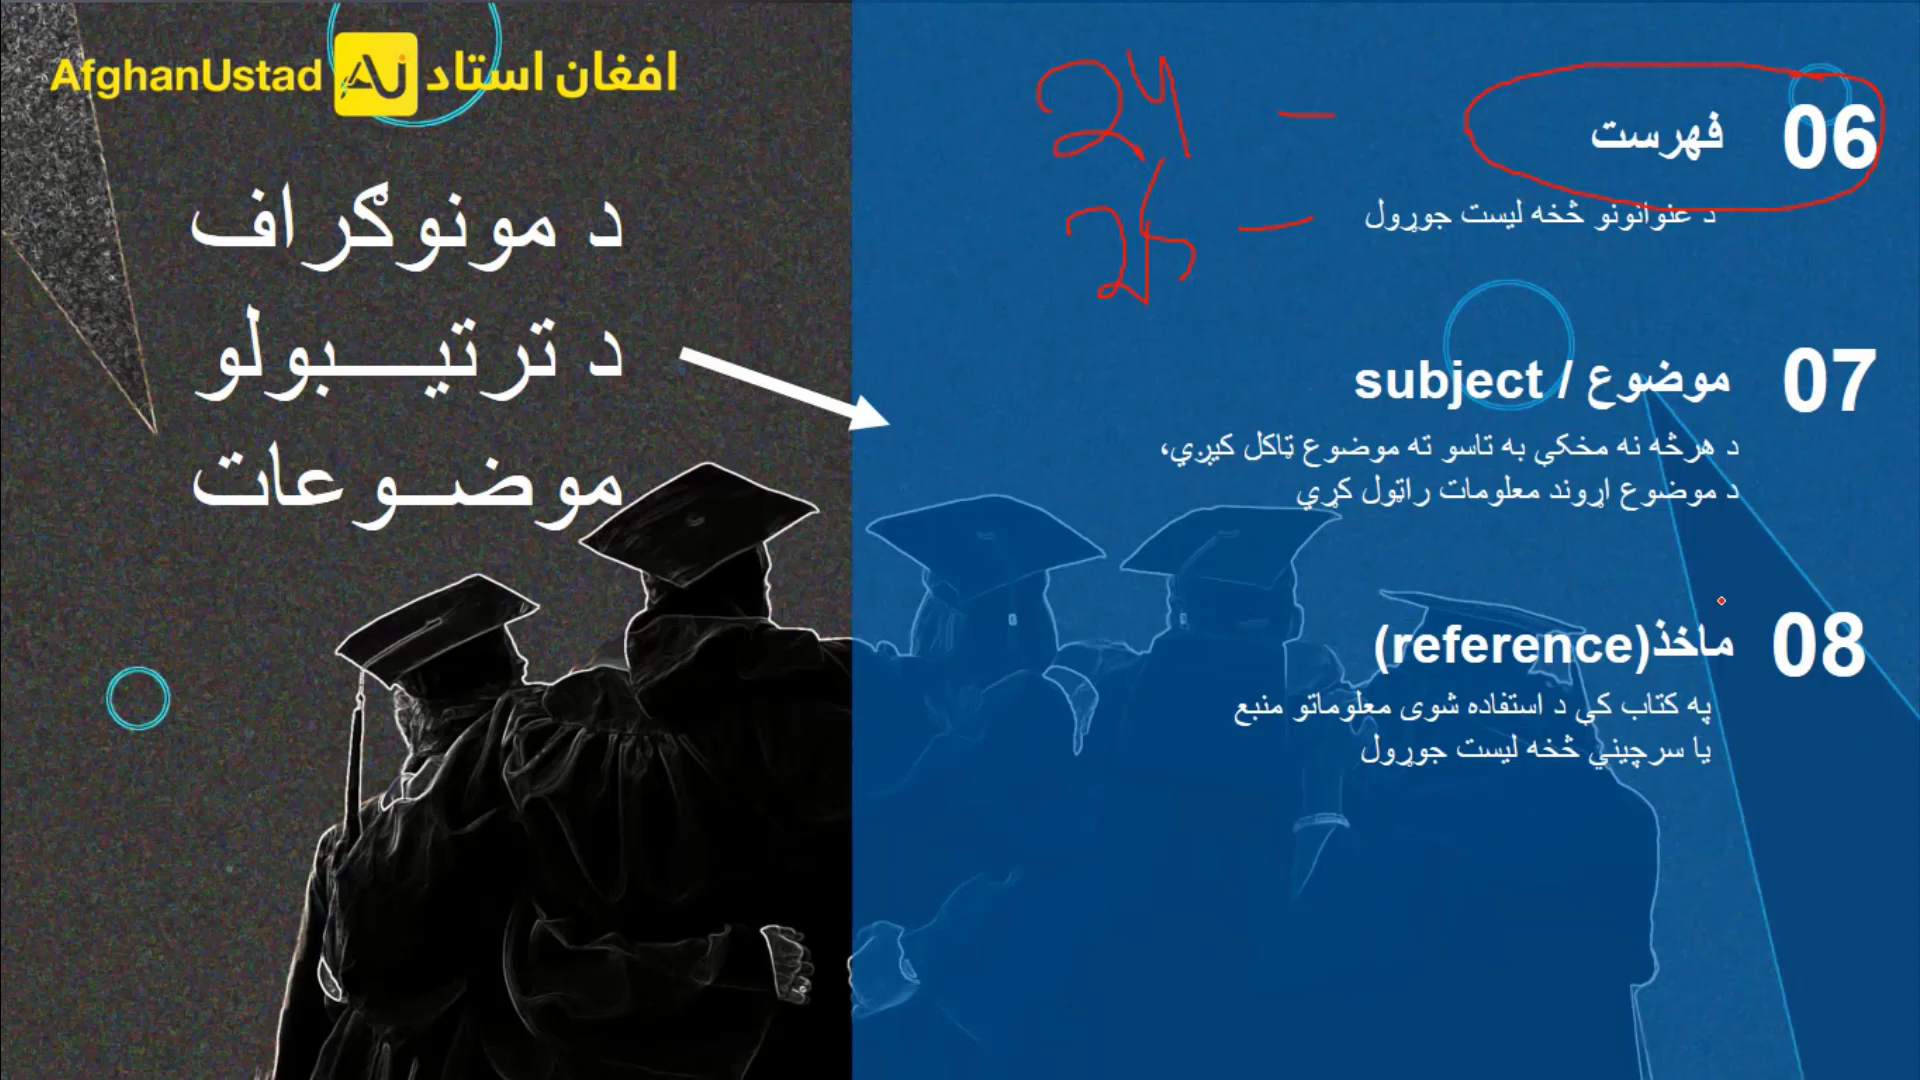 AfghanUstad افغان استاد
د مونوګراف
د ترتیـــبولو
موضــوعات
24 -
25 -
06 فهرست
د عنوانونو څخه لیست جوړول
07 موضوع / subject
د هرڅه نه مخکې به تاسو ته موضوع ټاکل کیږي،
د موضوع اړوند معلومات راټول کړي
08 ماخذ(reference)
په کتاب کې د استفاده شوی معلوماتو منبع
یا سرچینې څخه لیست جوړول